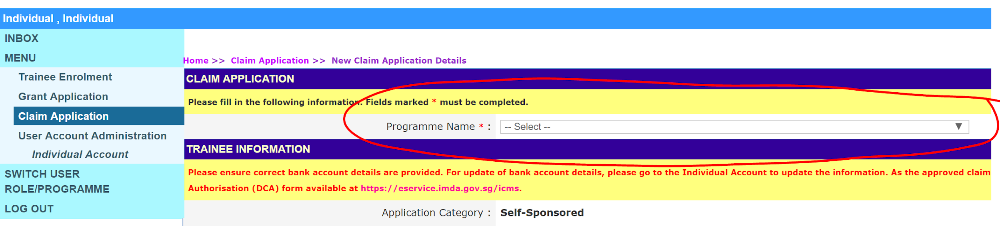 Individual , Individual
INBOX
MENU
Trainee Enrolment
Grant Application
Claim Application
User Account Administration
Individual Account
SWITCH USER
ROLE/PROGRAMME
LOG OUT
Home >> Claim Application >> New Claim Application Details
CLAIM APPLICATION
Please fill in the following information. Fields marked * must be completed.
Programme Name * : -- Select --
TRAINEE INFORMATION
Please ensure correct bank account details are provided. For update of bank account details, please go to the Individual Account to update the information. As the approved claim
Authorisation (DCA) form available at https://eservice.imda.gov.sg/icms.
Application Category : Self-Sponsored